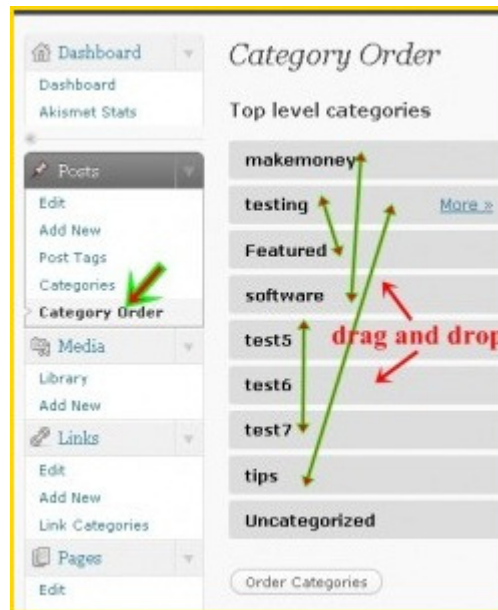 Dashboard
Dashboard
Akismet Stats
Posts
Edit
Add New
Post Tags
Categories
Category Order
Media
Library
Add New
Links
Edit
Add New
Link Categories
Pages
Edit
Category Order
Top level categories
makemoney
testing More »
Featured
software
test5
drag and drop
test6
test7
tips
Uncategorized
Order Categories